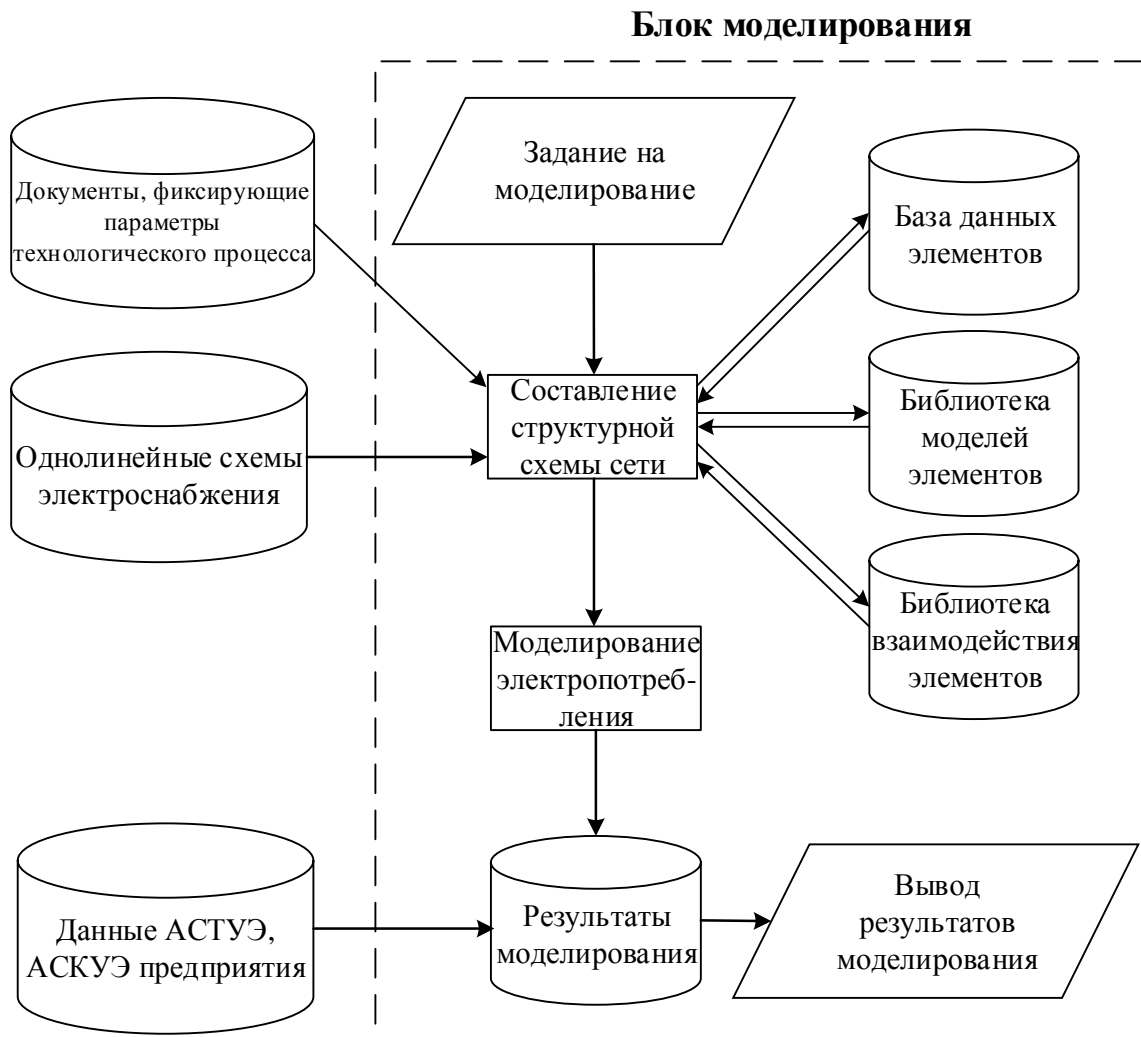 Блок моделирования
Документы, фиксирующие
параметры
технологического процесса
Задание на
моделирование
База данных
элементов
Однолинейные схемы
электроснабжения
Составление
структурной
схемы сети
Библиотека
моделей
элементов
Библиотека
взаимодействия
элементов
Моделирование
электропотреб-
ления
Данные АСТУЭ,
АСКУЭ предприятия
Результаты
моделирования
Вывод
результатов
моделирования